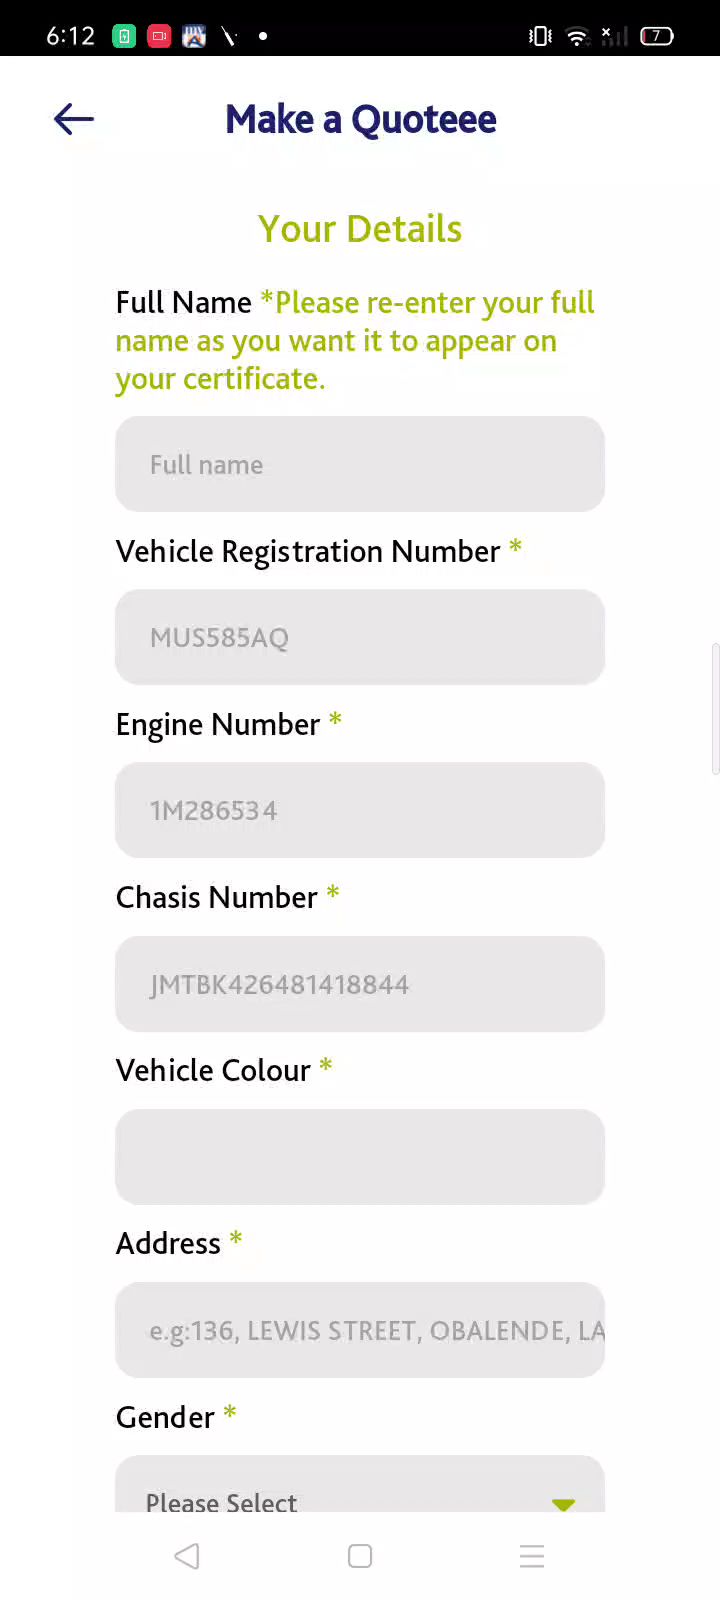 6:12
7
Make a Quoteee
Your Details
Full Name *Please re-enter your full
name as you want it to appear on
your certificate.
Full name
Vehicle Registration Number *
MUS585AQ
Engine Number *
1M286534
Chasis Number *
JMTBK426481418844
Vehicle Colour *
Address *
e.g:136, LEWIS STREET, OBALENDE, LA
Gender *
Please Select